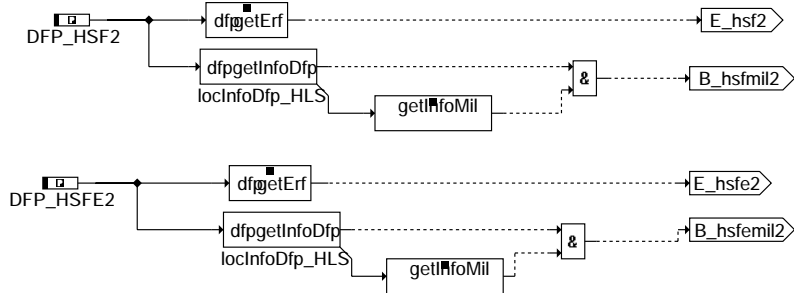 dfpgetErf
E_hsf2
DFP_HSF2
dfpgetInfoDfp
B_hsfmil2
&
locInfoDfp_HLS
getInfoMil
dfpgetErf
E_hsfe2
DFP_HSFE2
dfpgetInfoDfp
B_hsfemil2
&
locInfoDfp_HLS
getInfoMil